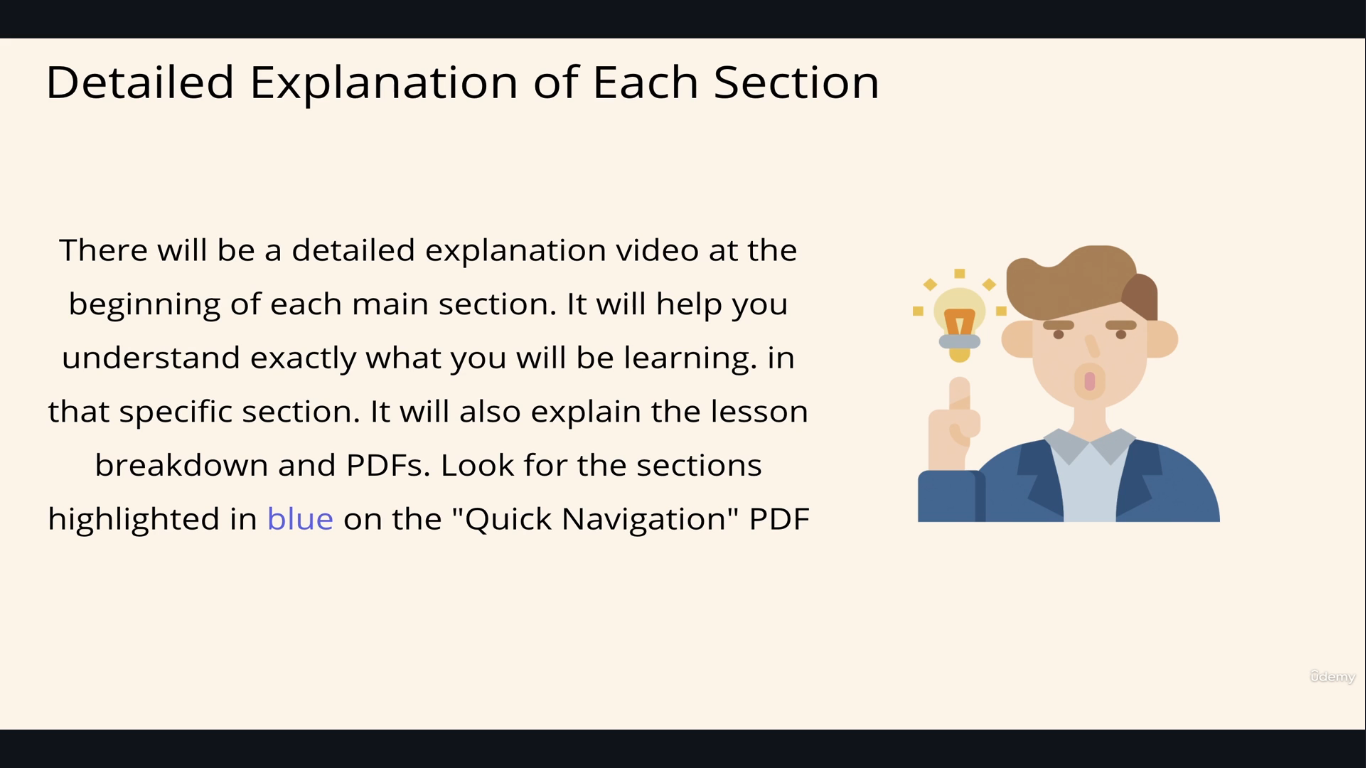 Detailed Explanation of Each Section
There will be a detailed explanation video at the
beginning of each main section. It will help you
understand exactly what you will be learning. in
that specific section. It will also explain the lesson
breakdown and PDFs. Look for the sections
highlighted in blue on the "Quick Navigation" PDF
ûdemy